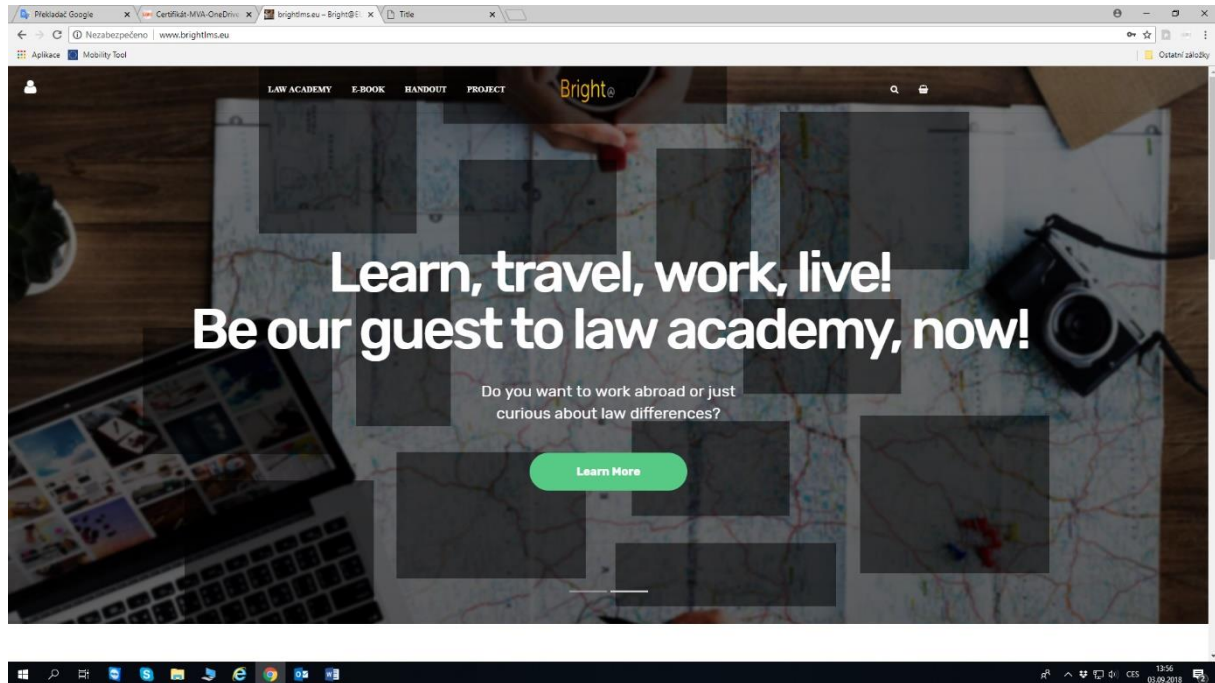 Překladač Google
Certifikát-MVA-OneDrive
brightlms.eu – Bright@EU
Title
Nezabezpečeno | www.brightlms.eu
Aplikace Mobility Tool Ostatní záložky
LAW ACADEMY E-BOOK HANDOUT PROJECT Bright@
Learn, travel, work, live!
Be our guest to law academy, now!
Do you want to work abroad or just
curious about law differences?
Learn More
CES 13:56
03.09.2018